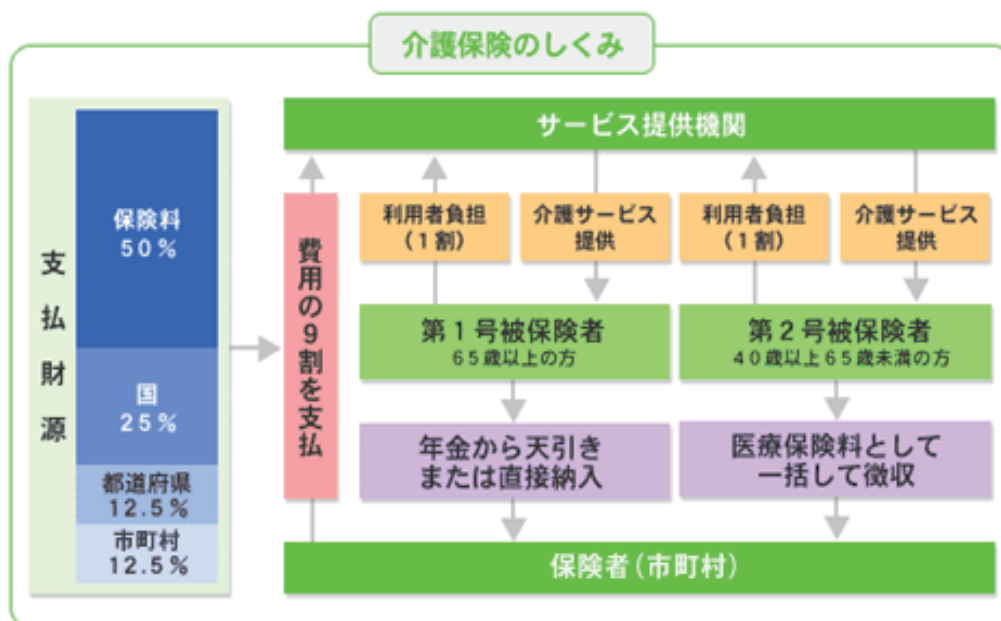 介護保険のしくみ
支払財源
保険料
50%
国
25%
都道府県
12.5%
市町村
12.5%
サービス提供機関
費用の9割を支払
利用者負担
(1割)
介護サービス
提供
利用者負担
(1割)
介護サービス
提供
第1号被保険者
65歳以上の方
第2号被保険者
40歳以上65歳未満の方
年金から天引き
または直接納入
医療保険料として
一括して徴収
保険者(市町村)